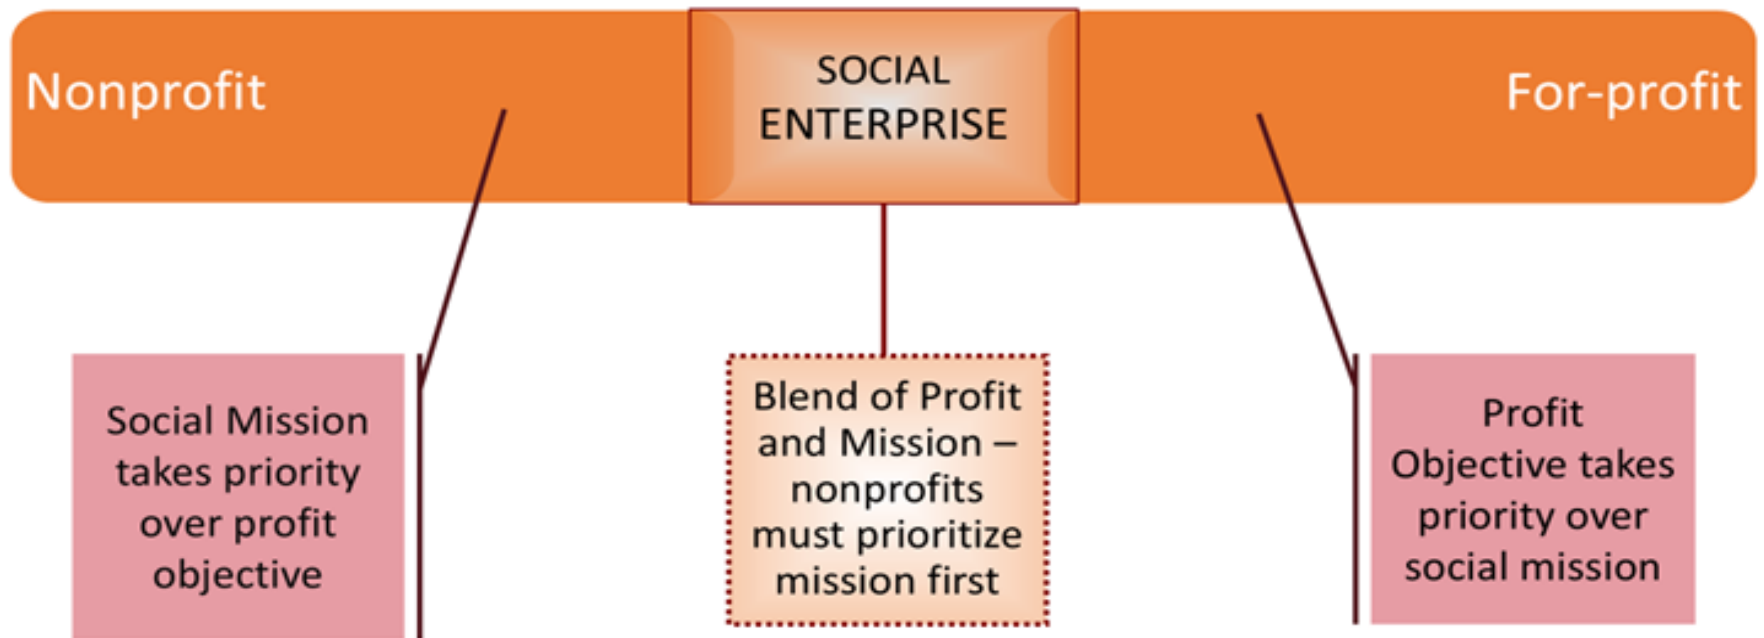 Nonprofit
SOCIAL
ENTERPRISE
For-profit
Social Mission
takes priority
over profit
objective
Blend of Profit
and Mission –
nonprofits
must prioritize
mission first
Profit
Objective takes
priority over
social mission